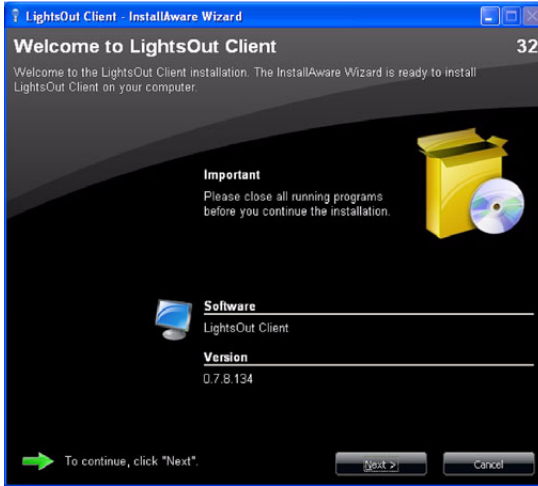 LightsOut Client - InstallAware Wizard
Welcome to LightsOut Client
32
Welcome to the LightsOut Client installation. The InstallAware Wizard is ready to install
LightsOut Client on your computer.
Important
Please close all running programs
before you continue the installation.
Software
LightsOut Client
Version
0.7.8.134
To continue, click "Next".
Next >
Cancel